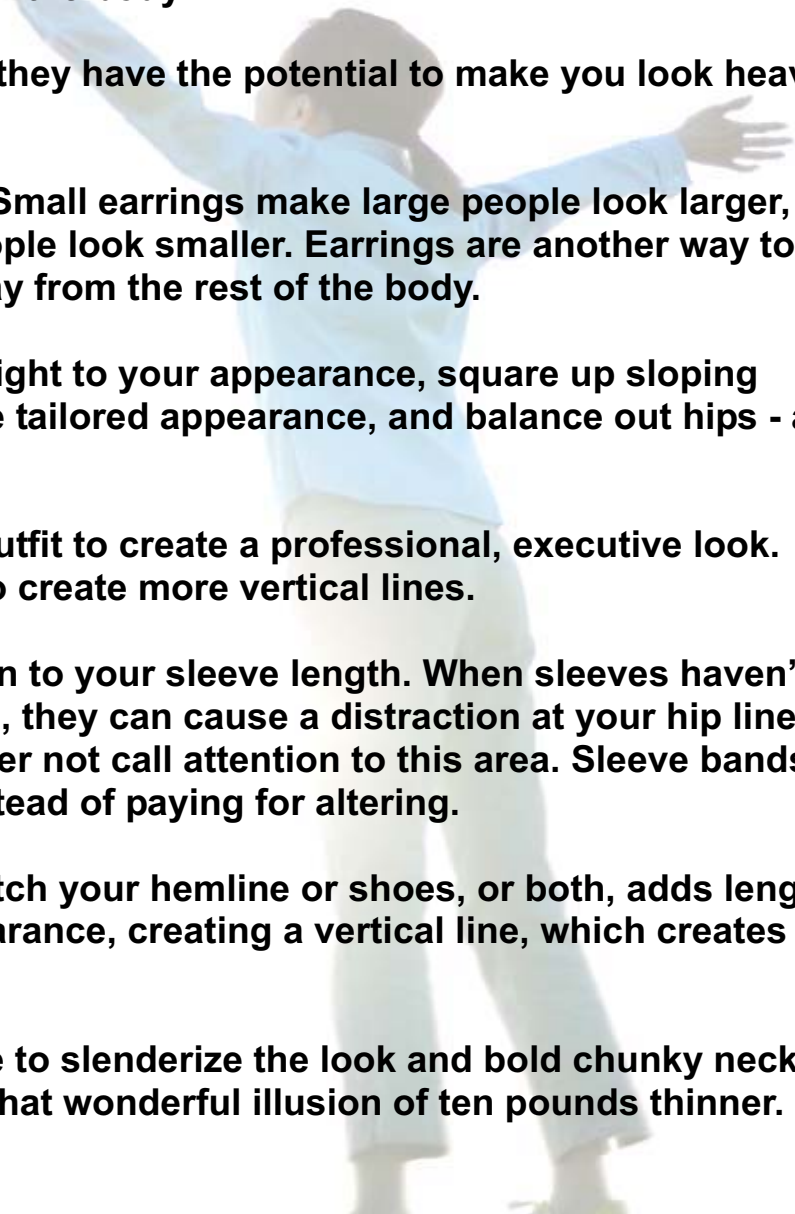 they have the potential to make you look heav
Small earrings make large people look larger,
ople look smaller. Earrings are another way to
ay from the rest of the body.
ight to your appearance, square up sloping
e tailored appearance, and balance out hips - a
utfit to create a professional, executive look.
o create more vertical lines.
n to your sleeve length. When sleeves haven’
, they can cause a distraction at your hip line
er not call attention to this area. Sleeve bands
tead of paying for altering.
tch your hemline or shoes, or both, adds leng
arance, creating a vertical line, which creates
e to slenderize the look and bold chunky neck
hat wonderful illusion of ten pounds thinner.